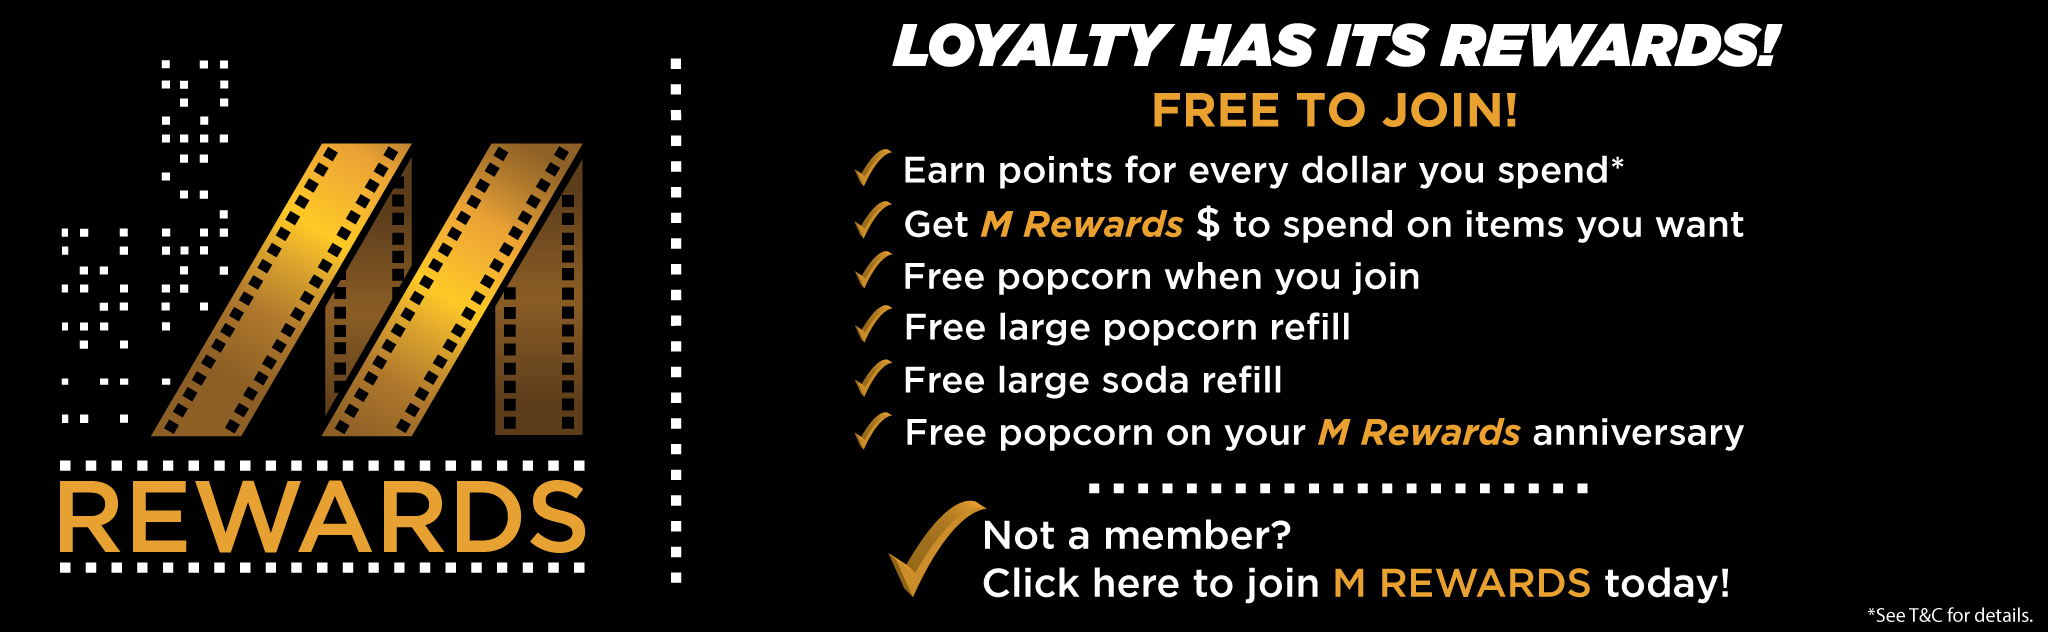 M
REWARDS
LOYALTY HAS ITS REWARDS!
FREE TO JOIN!
Earn points for every dollar you spend*
Get M Rewards $ to spend on items you want
Free popcorn when you join
Free large popcorn refill
Free large soda refill
Free popcorn on your M Rewards anniversary
Not a member?
Click here to join M REWARDS today!
*See T&C for details.